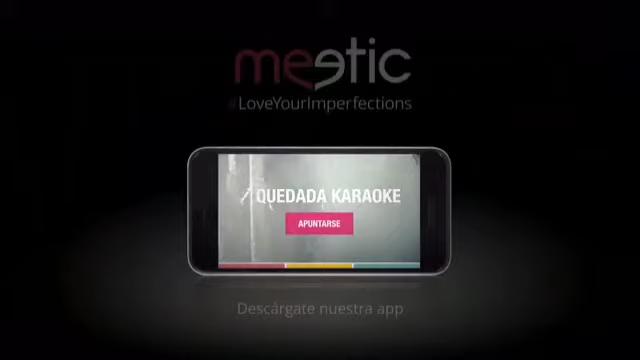 meetic
#LoveYourImperfections
QUEDADA KARAOKE
APUNTARSE
Descárgate nuestra app